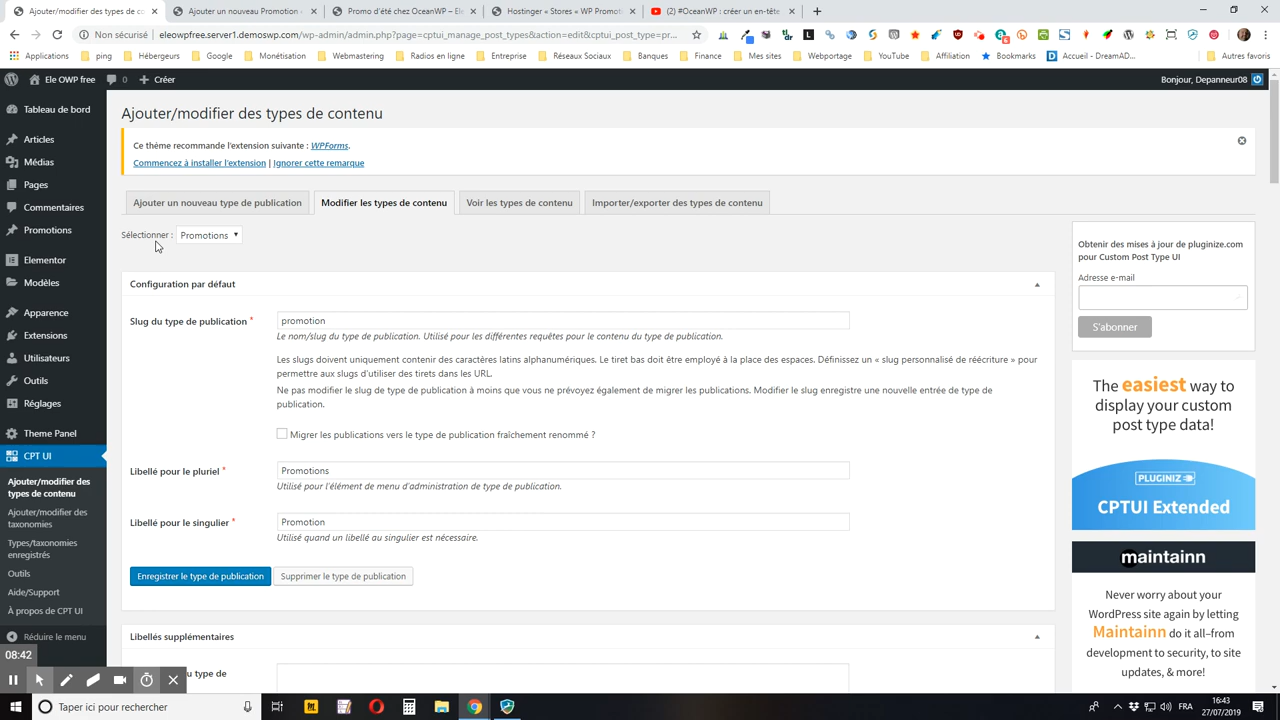 Ajouter/modifier des types de co
Ajouter un nouveau Promotion ‹
Promo d'été chez OceanWP – Ele
Hostinger « Stores « WP Promot
(2) #OceanWP : créer un en-tête
Non sécurisé | eleowpfree.server1.demoswp.com/wp-admin/admin.php?page=cptui_manage_post_types&action=edit&cptui_post_type=pr...
Applications
ping
Hébergeurs
Google
Monétisation
Webmastering
Radios en ligne
Entreprise
Réseaux Sociaux
Banques
Finance
Mes sites
Webportage
YouTube
Affiliation
Bookmarks
Accueil - DreamAD...
Autres favoris
Ele OWP free
0
Créer
Bonjour, Depanneur08
Tableau de bord
Articles
Médias
Pages
Commentaires
Promotions
Elementor
Modèles
Apparence
Extensions
Utilisateurs
Outils
Réglages
Theme Panel
CPT UI
Ajouter/modifier des
types de contenu
Ajouter/modifier des
taxonomies
Types/taxonomies
enregistrés
Outils
Aide/Support
À propos de CPT UI
Réduire le menu
08:42
Ajouter/modifier des types de contenu
Ce thème recommande l'extension suivante : WPForms.
Commencez à installer l'extension | Ignorer cette remarque
Ajouter un nouveau type de publication
Modifier les types de contenu
Voir les types de contenu
Importer/exporter des types de contenu
Sélectionner : Promotions
Configuration par défaut
Slug du type de publication *
promotion
Le nom/slug du type de publication. Utilisé pour les différentes requêtes pour le contenu du type de publication.
Les slugs doivent uniquement contenir des caractères latins alphanumériques. Le tiret bas doit être employé à la place des espaces. Définissez un « slug personnalisé de réécriture » pour
permettre aux slugs d'utiliser des tirets dans les URL.
Ne pas modifier le slug de type de publication à moins que vous ne prévoyez également de migrer les publications. Modifier le slug enregistre une nouvelle entrée de type de
publication.
Migrer les publications vers le type de publication fraîchement renommé ?
Libellé pour le pluriel *
Promotions
Utilisé pour l'élément de menu d'administration de type de publication.
Libellé pour le singulier *
Promotion
Utilisé quand un libellé au singulier est nécessaire.
Enregistrer le type de publication
Supprimer le type de publication
Libellés supplémentaires
u type de
Obtenir des mises à jour de pluginize.com
pour Custom Post Type UI
Adresse e-mail
S'abonner
The easiest way to
display your custom
post type data!
PLUGINIZE
CPTUI Extended
maintainn
Never worry about your
WordPress site again by letting
Maintainn do it all–from
development to security, to site
updates, & more!
Taper ici pour rechercher
FRA
16:43
27/07/2019